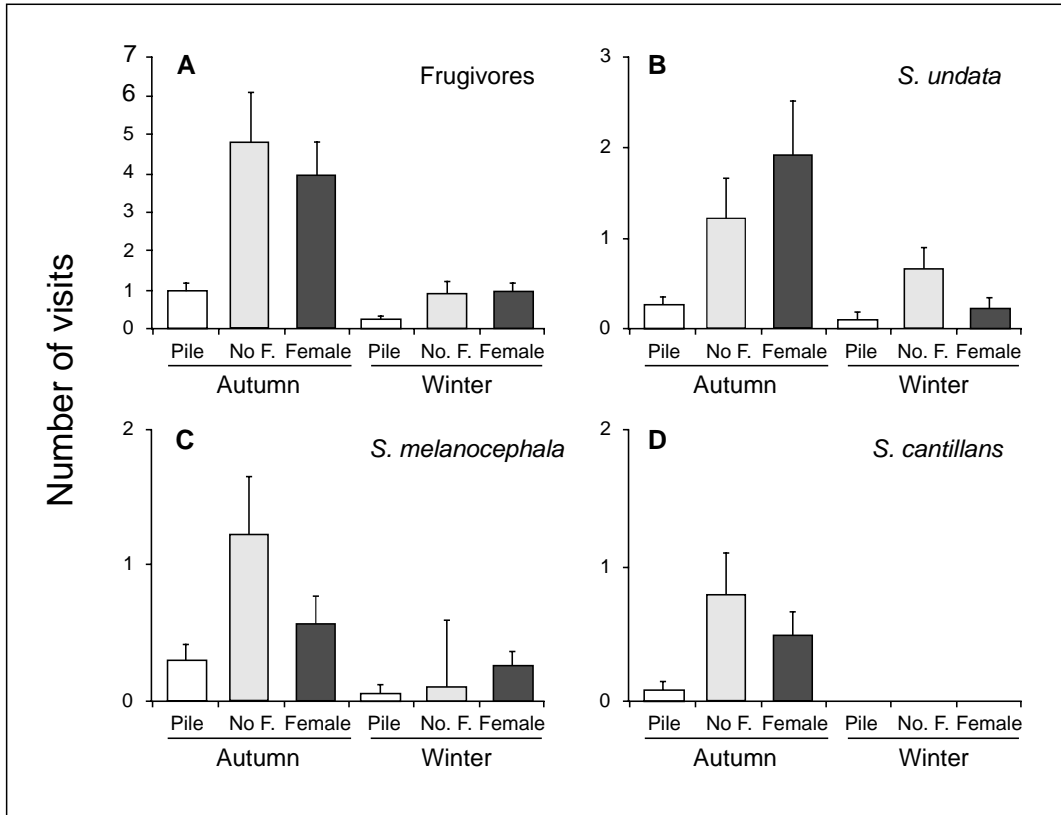 Number of visits
A
Frugivores
7
6
5
4
3
2
1
0
Pile No F. Female Pile No. F. Female
Autumn Winter
B
S. undata
3
2
1
0
Pile No F. Female Pile No. F. Female
Autumn Winter
C
S. melanocephala
2
1
0
Pile No F. Female Pile No. F. Female
Autumn Winter
D
S. cantillans
2
1
0
Pile No F. Female Pile No. F. Female
Autumn Winter